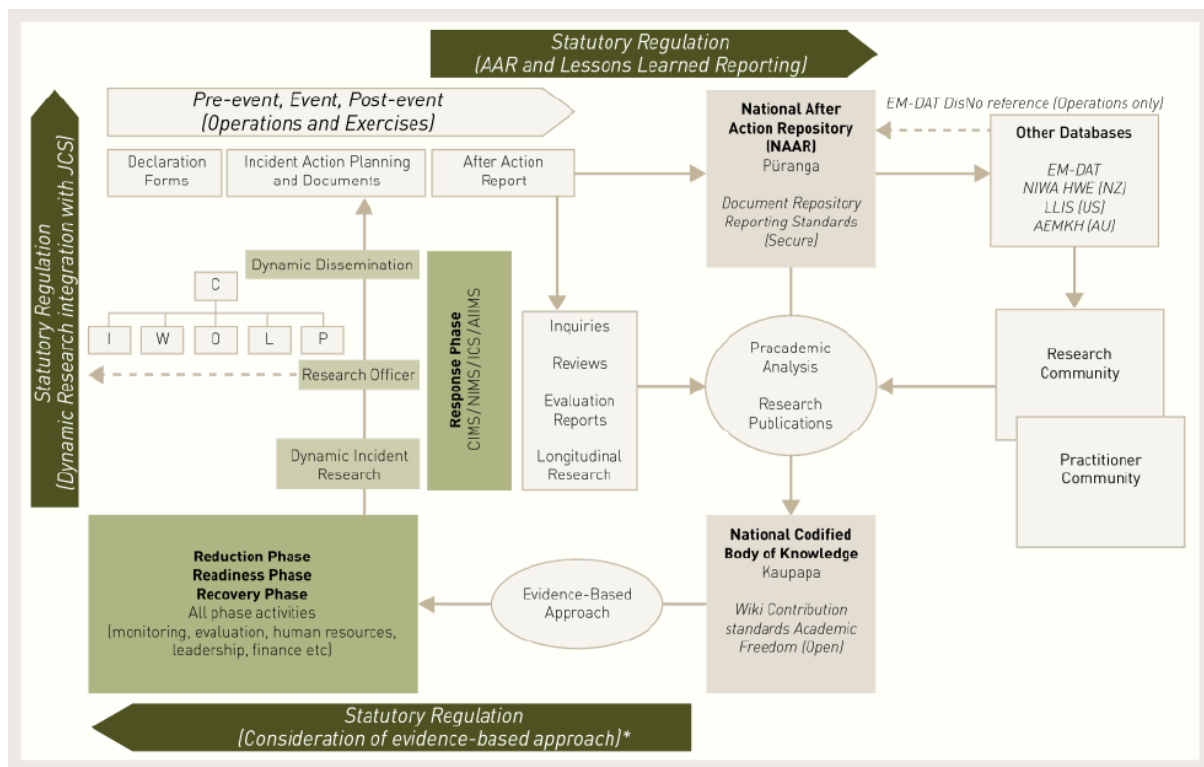 Statutory Regulation
(AAR and Lessons Learned Reporting)
Statutory Regulation
(Dynamic Research integration with JCS)
Pre-event, Event, Post-event
(Operations and Exercises)
Declaration
Forms
Incident Action Planning
and Documents
After Action
Report
National After
Action Repository
(NAAR)
Püranga
Document Repository
Reporting Standards
(Secure)
EM-DAT DisNo reference (Operations only)
Other Databases
EM-DAT
NIWA HWE (NZ)
LLIS (US)
AEMKH (AU)
Dynamic Dissemination
C
I
W
O
L
P
Research Officer
Dynamic Incident
Research
Response Phase
CIMS/NIMS/ICS/AIIMS
Inquiries
Reviews
Evaluation
Reports
Longitudinal
Research
Pracademic
Analysis
Research
Publications
Research
Community
Practitioner
Community
Reduction Phase
Readiness Phase
Recovery Phase
All phase activities
(monitoring, evaluation, human resources,
leadership, finance etc)
Evidence-Based
Approach
National Codified
Body of Knowledge
Kaupapa
Wiki Contribution
standards Academic
Freedom (Open)
Statutory Regulation
(Consideration of evidence-based approach)*